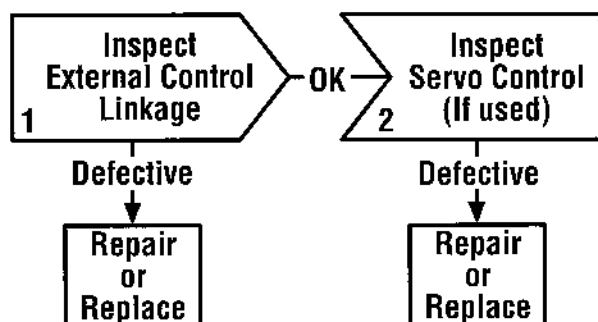 Inspect
External Control
Linkage
1
OK
Inspect
Servo Control
(If used)
2
Defective
Defective
Repair
or
Replace
Repair
or
Replace